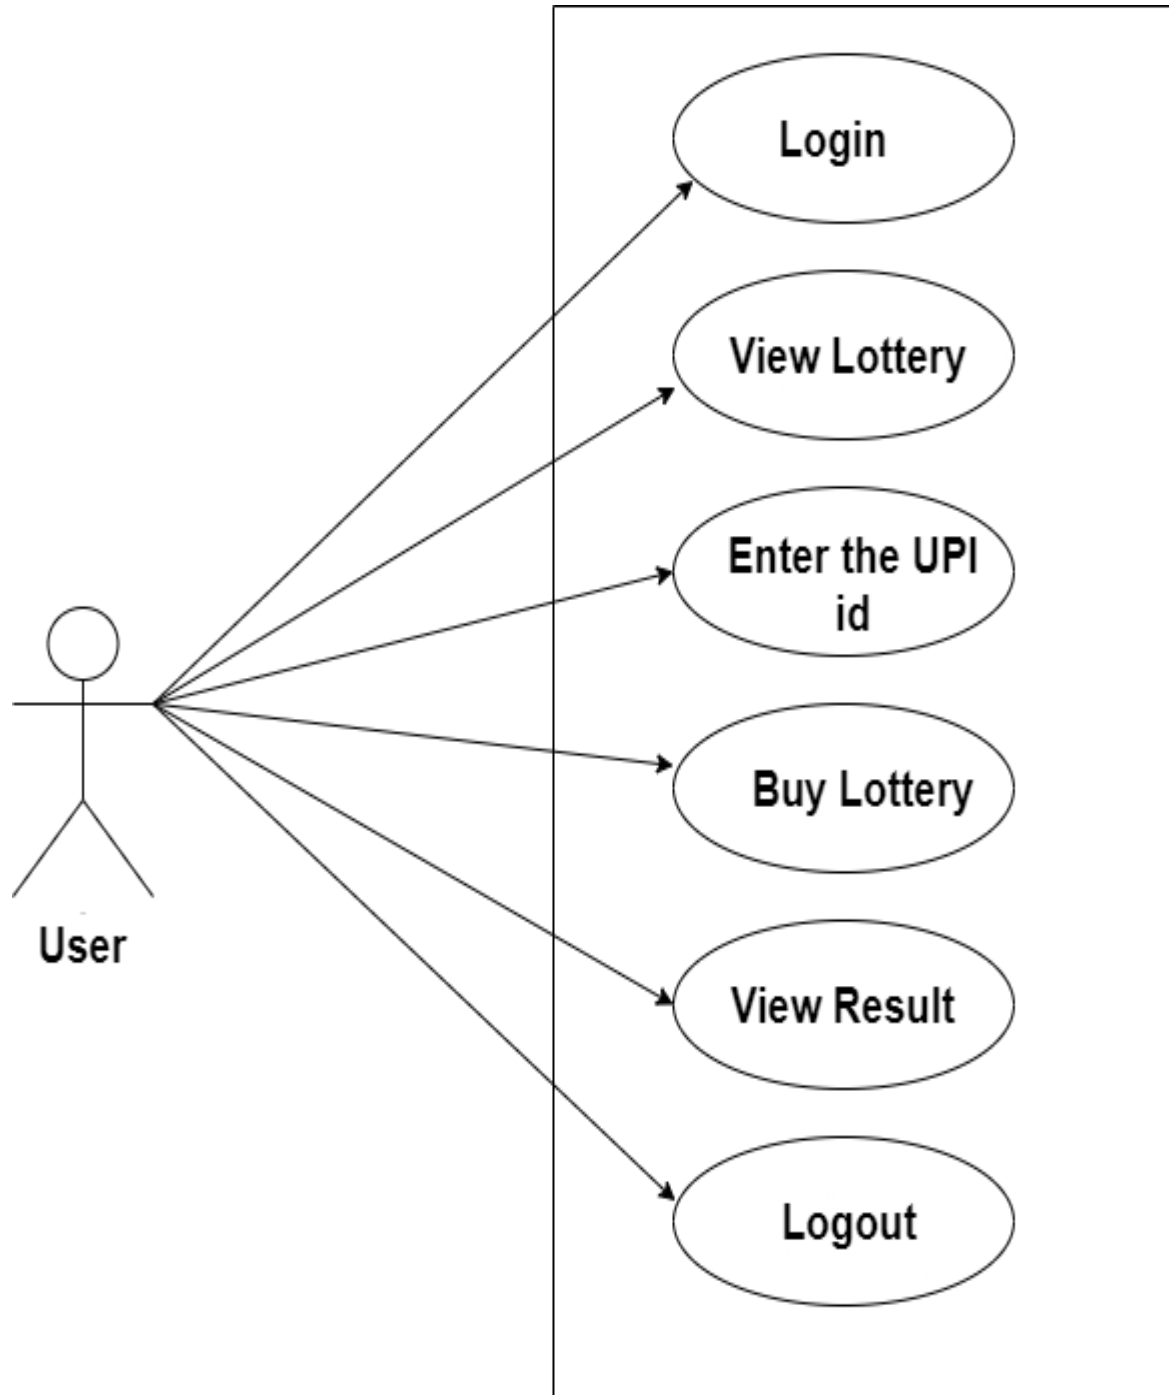 Login
View Lottery
Enter the UPI
id
Buy Lottery
User
View Result
Logout